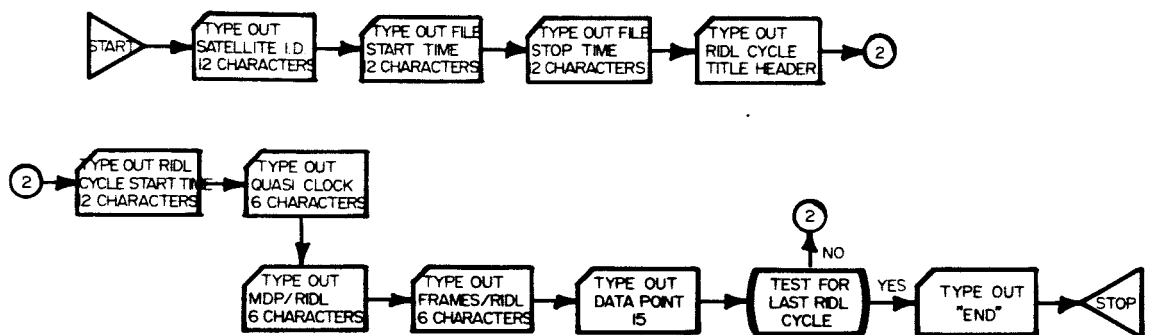 START
TYPE OUT
SATELLITE I.D.
12 CHARACTERS
TYPE OUT FILE
START TIME
2 CHARACTERS
TYPE OUT FILE
STOP TIME
2 CHARACTERS
TYPE OUT
RIDL CYCLE
TITLE HEADER
2
2
TYPE OUT RIDL
CYCLE START TIME
12 CHARACTERS
TYPE OUT
QUASI CLOCK
6 CHARACTERS
TYPE OUT
MDP/RIDL
6 CHARACTERS
TYPE OUT
FRAMES/RIDL
6 CHARACTERS
TYPE OUT
DATA POINT
15
2
NO
TEST FOR
LAST RIDL
CYCLE
YES
TYPE OUT
"END"
STOP